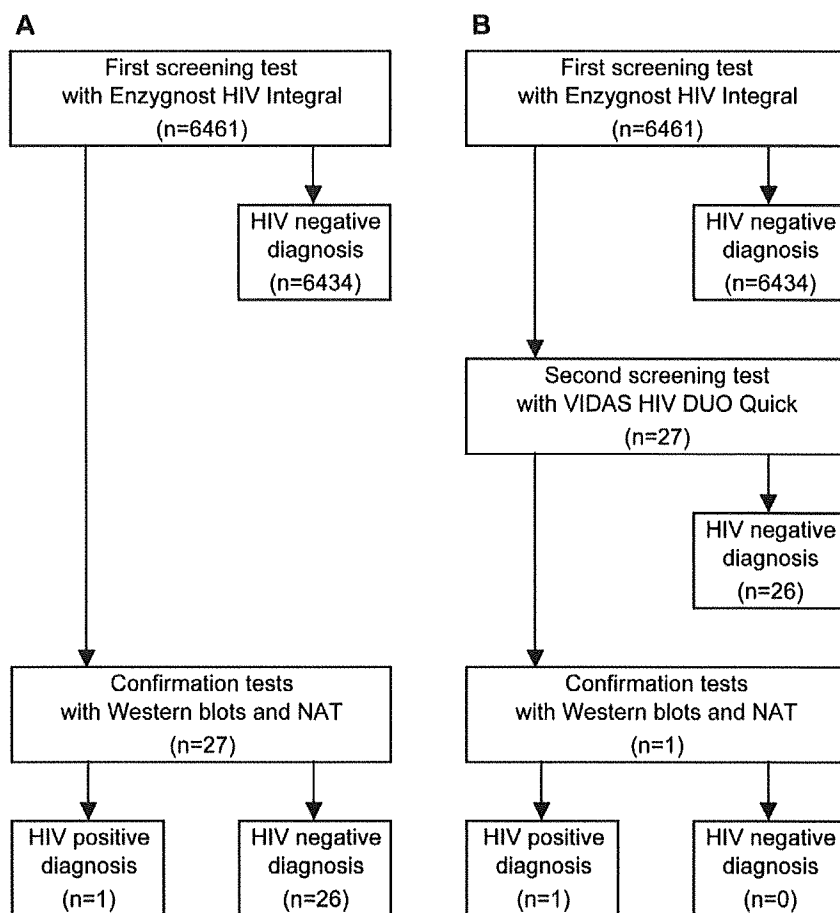 A
First screening test
with Enzygnost HIV Integral
(n=6461)
HIV negative
diagnosis
(n=6434)
Confirmation tests
with Western blots and NAT
(n=27)
HIV positive
diagnosis
(n=1)
HIV negative
diagnosis
(n=26)
B
First screening test
with Enzygnost HIV Integral
(n=6461)
HIV negative
diagnosis
(n=6434)
Second screening test
with VIDAS HIV DUO Quick
(n=27)
HIV negative
diagnosis
(n=26)
Confirmation tests
with Western blots and NAT
(n=1)
HIV positive
diagnosis
(n=1)
HIV negative
diagnosis
(n=0)